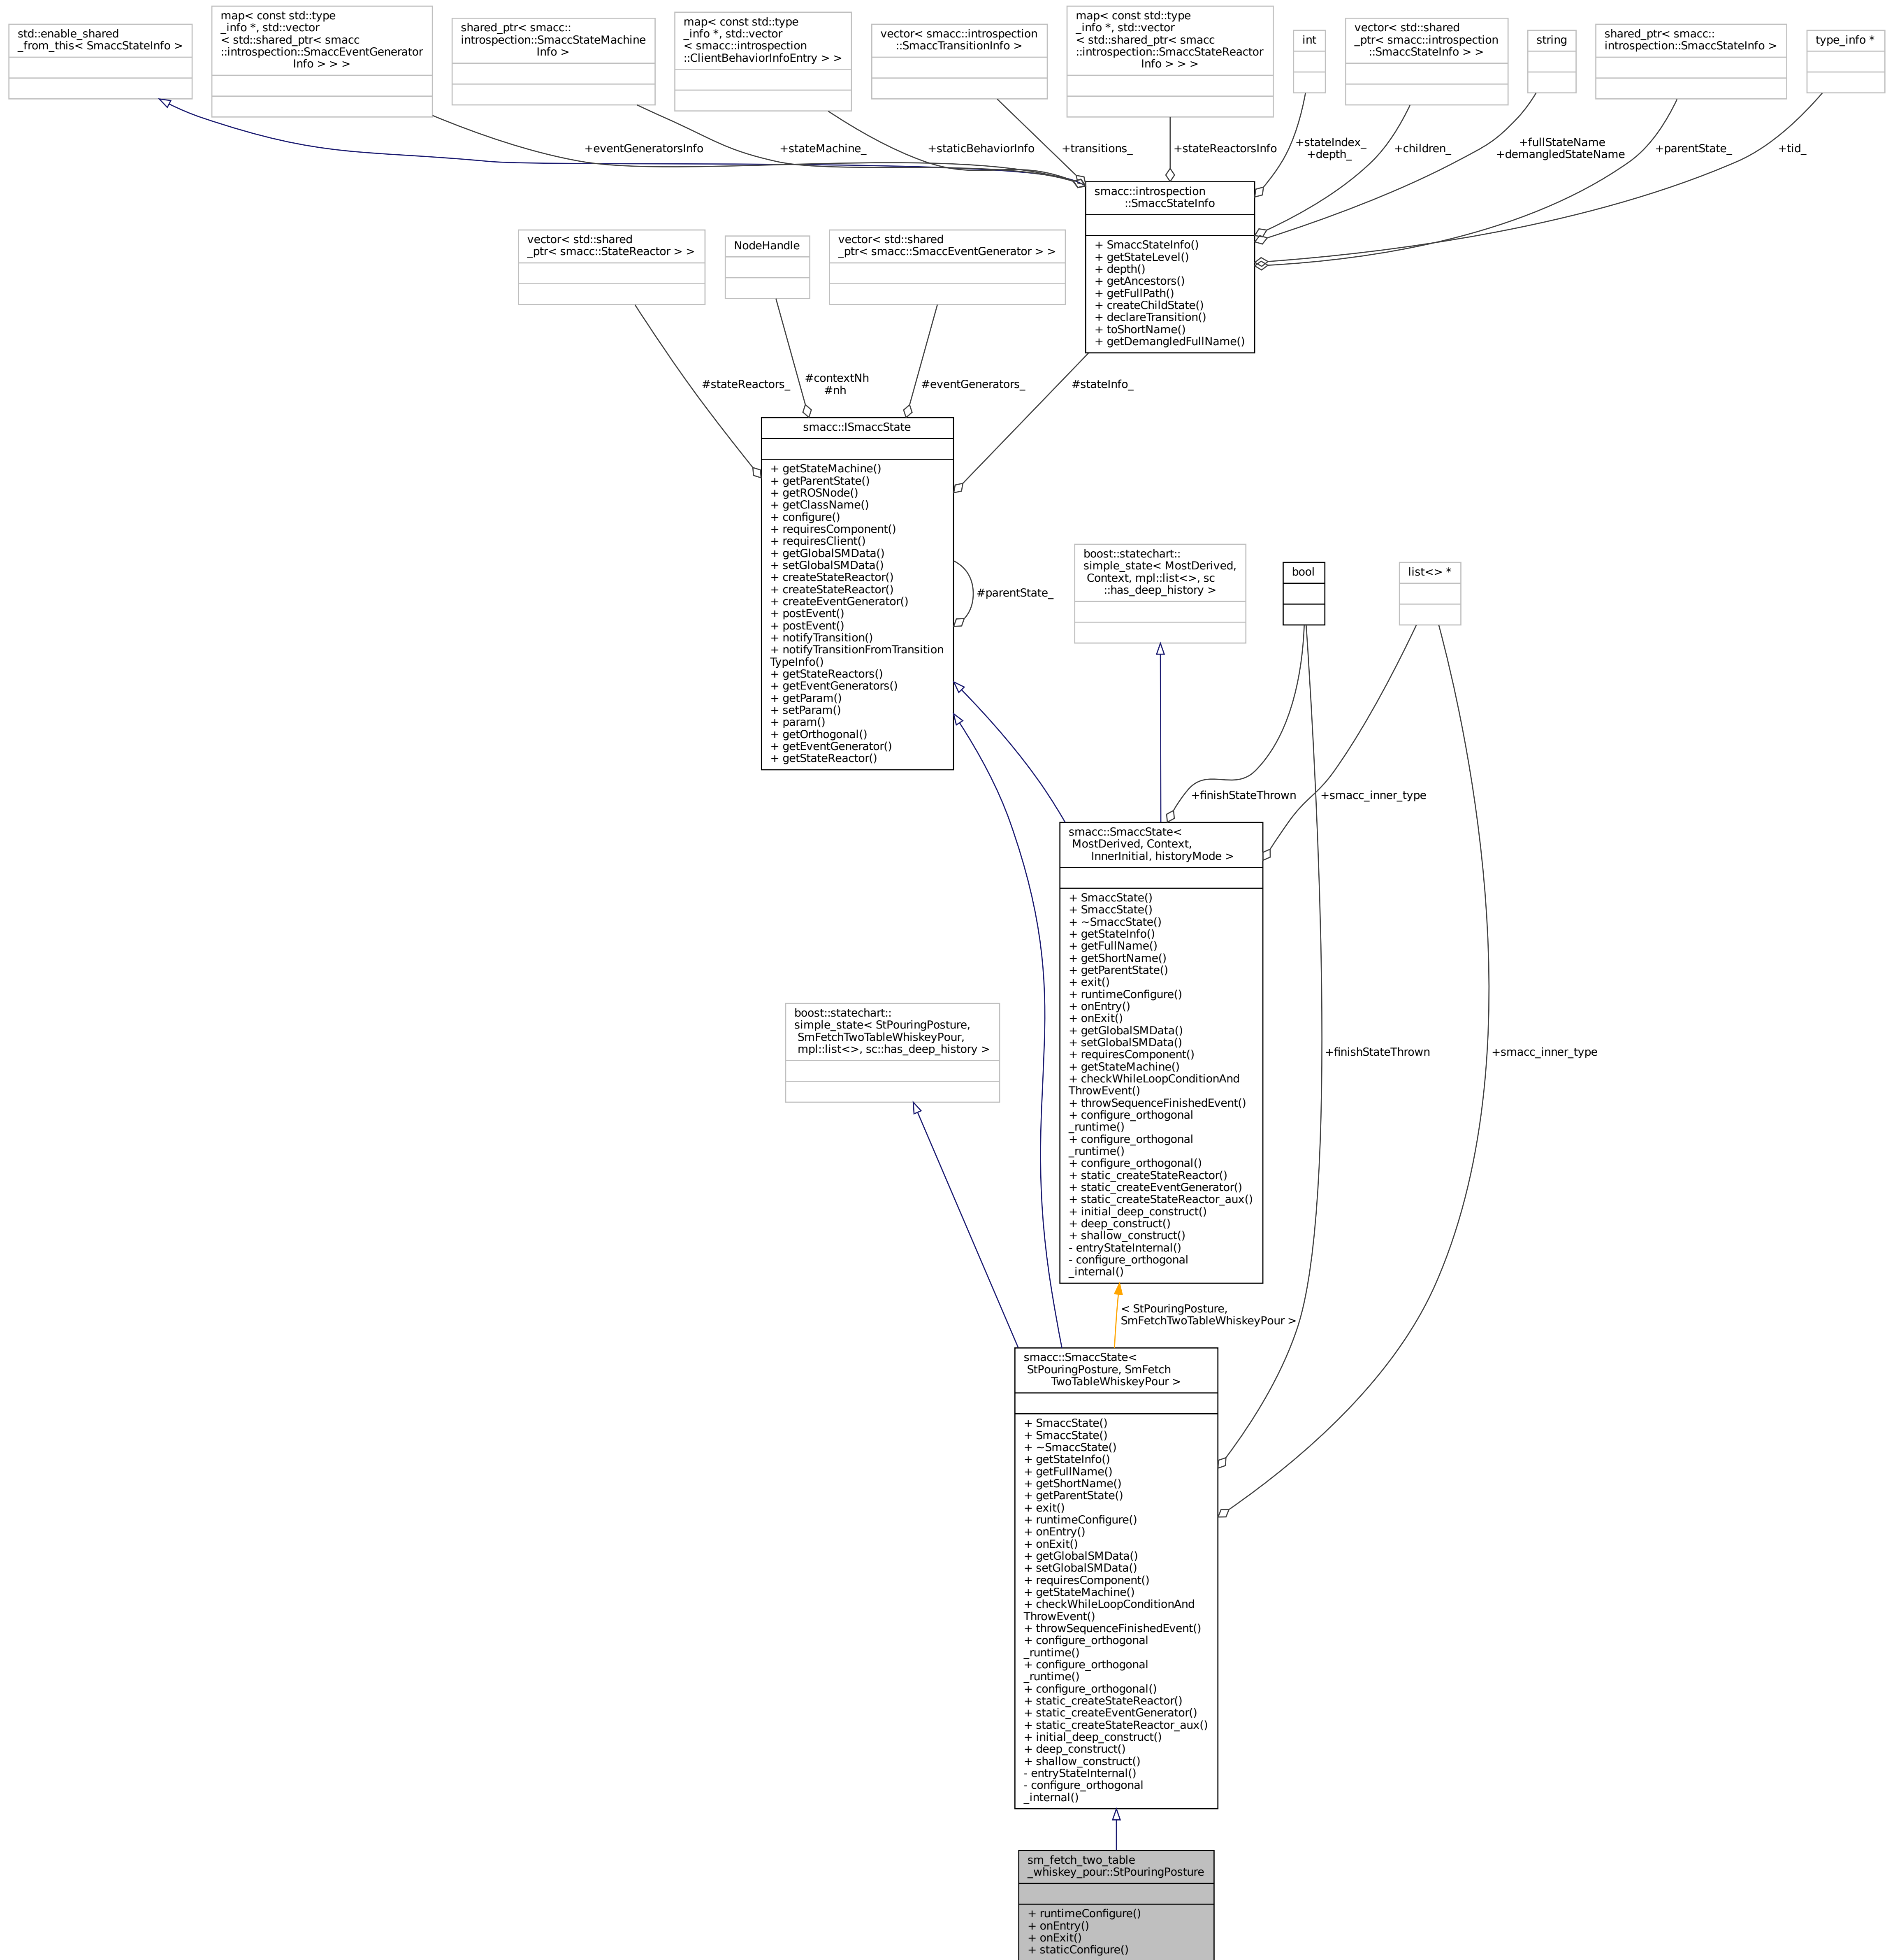 std::enable_shared
_from_this< SmaccStateInfo >
map< const std::type
_info *, std::vector
< std::shared_ptr< smacc
::introspection::SmaccEventGenerator
Info > > >
shared_ptr< smacc::
introspection::SmaccStateMachine
Info >
map< const std::type
_info *, std::vector
< smacc::introspection
::ClientBehaviorInfoEntry > >
vector< smacc::introspection
::SmaccTransitionInfo >
map< const std::type
_info *, std::vector
< std::shared_ptr< smacc
::introspection::SmaccStateReactor
Info > > >
int
vector< std::shared
_ptr< smacc::introspection
::SmaccStateInfo > >
string
shared_ptr< smacc::
introspection::SmaccStateInfo >
type_info *
+eventGeneratorsInfo
+stateMachine_
+staticBehaviorInfo
+transitions_
+stateReactorsInfo
+stateIndex_
+depth_
+children_
+fullStateName
+demangledStateName
+parentState_
+tid_
smacc::introspection
::SmaccStateInfo
+ SmaccStateInfo()
+ getStateLevel()
+ depth()
+ getAncestors()
+ getFullPath()
+ createChildState()
+ declareTransition()
+ toShortName()
+ getDemangledFullName()
vector< std::shared
_ptr< smacc::StateReactor > >
NodeHandle
vector< std::shared
_ptr< smacc::SmaccEventGenerator > >
#stateReactors_
#contextNh
#nh
#eventGenerators_
#stateInfo_
smacc::ISmaccState
+ getStateMachine()
+ getParentState()
+ getROSNode()
+ getClassName()
+ configure()
+ requiresComponent()
+ requiresClient()
+ getGlobalSMData()
+ setGlobalSMData()
+ createStateReactor()
+ createStateReactor()
+ createEventGenerator()
+ postEvent()
+ postEvent()
+ notifyTransition()
+ notifyTransitionFromTransition
TypeInfo()
+ getStateReactors()
+ getEventGenerators()
+ getParam()
+ setParam()
+ param()
+ getOrthogonal()
+ getEventGenerator()
+ getStateReactor()
#parentState_
boost::statechart::
simple_state< MostDerived,
Context, mpl::list<>, sc
::has_deep_history >
bool
list<> *
+finishStateThrown
+smacc_inner_type
smacc::SmaccState<
MostDerived, Context,
InnerInitial, historyMode >
+ SmaccState()
+ SmaccState()
+ ~SmaccState()
+ getStateInfo()
+ getFullName()
+ getShortName()
+ getParentState()
+ exit()
+ runtimeConfigure()
+ onEntry()
+ onExit()
+ getGlobalSMData()
+ setGlobalSMData()
+ requiresComponent()
+ getStateMachine()
+ checkWhileLoopConditionAnd
ThrowEvent()
+ throwSequenceFinishedEvent()
+ configure_orthogonal
_runtime()
+ configure_orthogonal
_runtime()
+ configure_orthogonal()
+ static_createStateReactor()
+ static_createEventGenerator()
+ static_createStateReactor_aux()
+ initial_deep_construct()
+ deep_construct()
+ shallow_construct()
- entryStateInternal()
- configure_orthogonal
_internal()
boost::statechart::
simple_state< StPouringPosture,
SmFetchTwoTableWhiskeyPour,
mpl::list<>, sc::has_deep_history >
+finishStateThrown
+smacc_inner_type
< StPouringPosture,
SmFetchTwoTableWhiskeyPour >
smacc::SmaccState<
StPouringPosture, SmFetch
TwoTableWhiskeyPour >
+ SmaccState()
+ SmaccState()
+ ~SmaccState()
+ getStateInfo()
+ getFullName()
+ getShortName()
+ getParentState()
+ exit()
+ runtimeConfigure()
+ onEntry()
+ onExit()
+ getGlobalSMData()
+ setGlobalSMData()
+ requiresComponent()
+ getStateMachine()
+ checkWhileLoopConditionAnd
ThrowEvent()
+ throwSequenceFinishedEvent()
+ configure_orthogonal
_runtime()
+ configure_orthogonal
_runtime()
+ configure_orthogonal()
+ static_createStateReactor()
+ static_createEventGenerator()
+ static_createStateReactor_aux()
+ initial_deep_construct()
+ deep_construct()
+ shallow_construct()
- entryStateInternal()
- configure_orthogonal
_internal()
sm_fetch_two_table
_whiskey_pour::StPouringPosture
+ runtimeConfigure()
+ onEntry()
+ onExit()
+ staticConfigure()